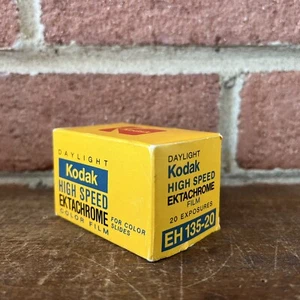 DAYLIGHT
Kodak
HIGH SPEED
EKTACHROME
COLOR FILM
FOR COLOR
SLIDES
DAYLIGHT
Kodak
HIGH SPEED
EKTACHROME
FILM
20 EXPOSURES
EH 135-20